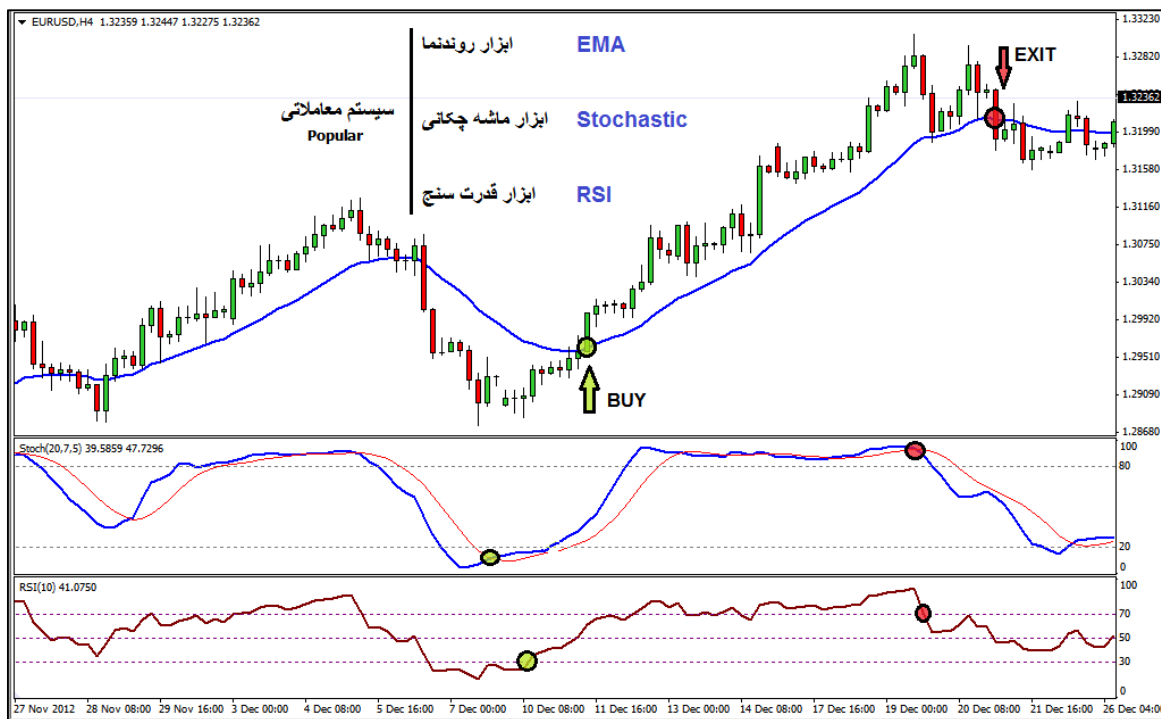 EURUSD,H4 1.32359 1.32447 1.32275 1.32362
ابزار روندنما EMA
سیستم معاملاتی
Popular
ابزار ماشه چکانی Stochastic
ابزار قدرت سنج RSI
EXIT
BUY
1.33230
1.32820
1.32362
1.31990
1.31580
1.31160
1.30750
1.30340
1.29920
1.29510
1.29090
1.28680
Stoch(20,7,5) 39.5859 47.7296
100
80
20
0
RSI(10) 41.0750
100
70
50
30
0
27 Nov 2012 28 Nov 08:00 29 Nov 16:00 3 Dec 00:00 4 Dec 08:00 5 Dec 16:00 7 Dec 00:00 10 Dec 08:00 11 Dec 16:00 13 Dec 00:00 14 Dec 08:00 17 Dec 16:00 19 Dec 00:00 20 Dec 08:00 21 Dec 16:00 26 Dec 04:00